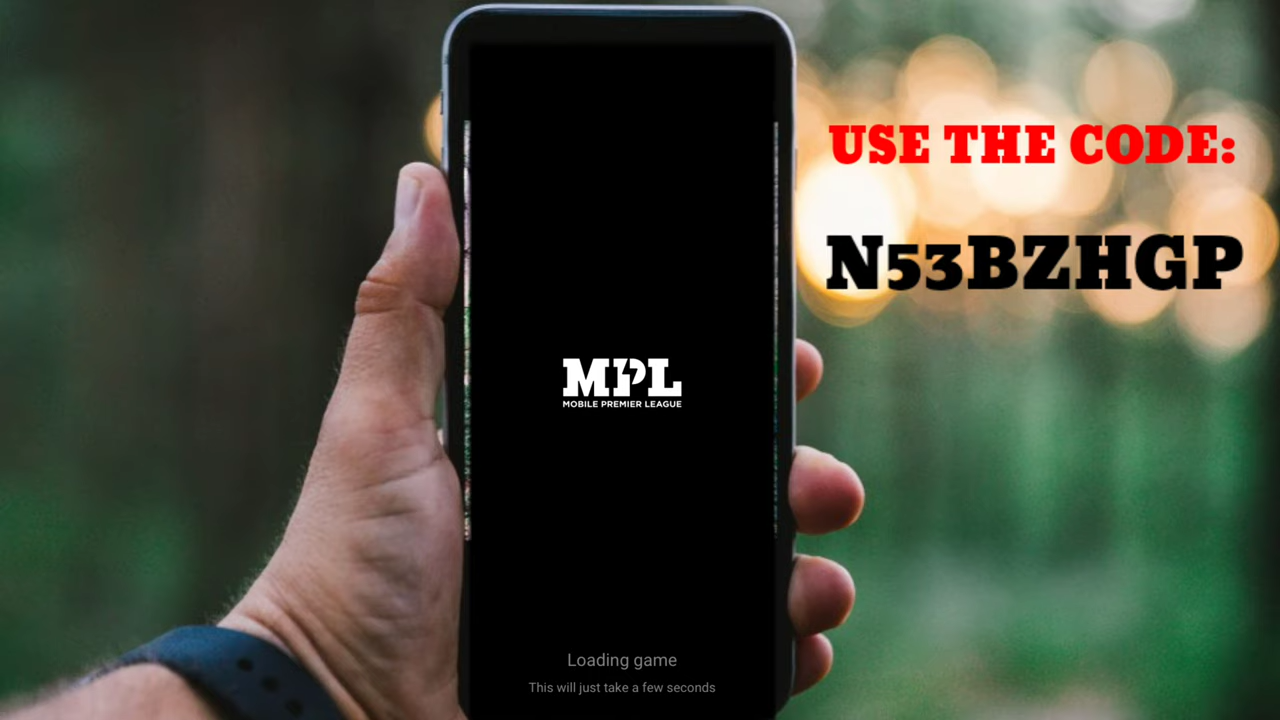 USE THE CODE:
N53BZHGP
MPL
MOBILE PREMIER LEAGUE
Loading game
This will just take a few seconds